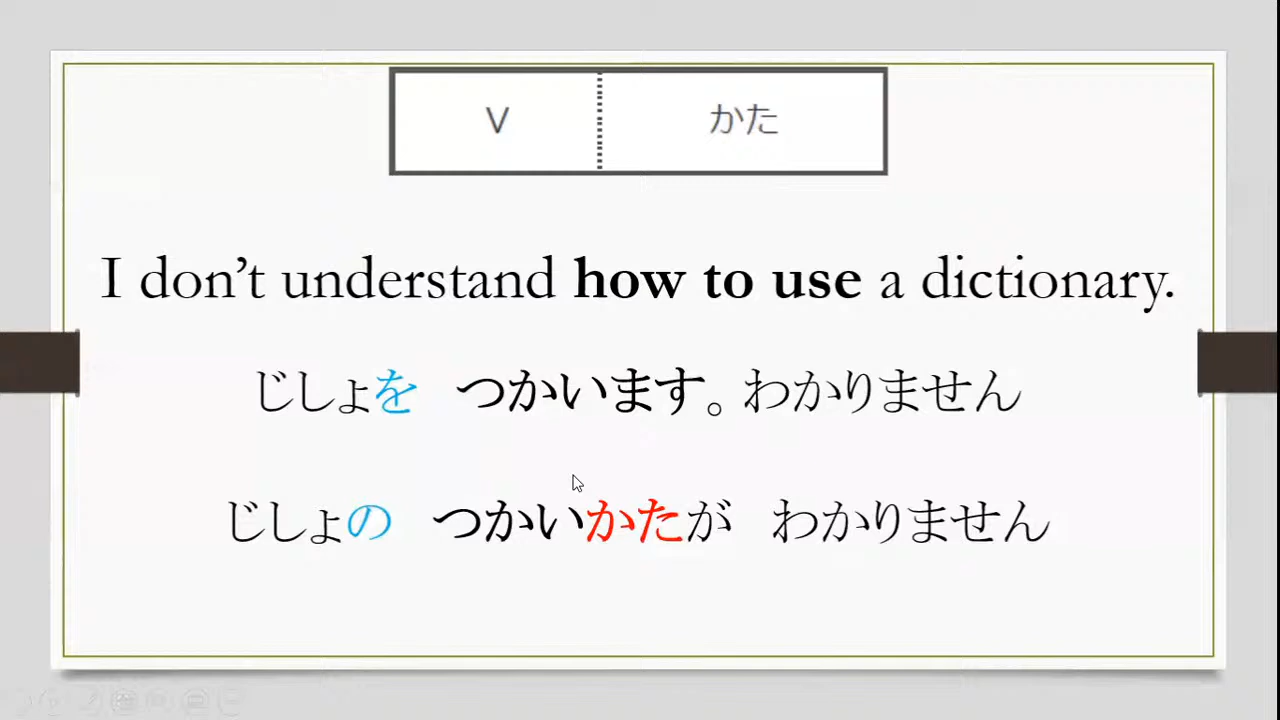 V かた
I don't understand how to use a dictionary.
じしょを つかいます。わかりません
じしょの つかいかたが わかりません